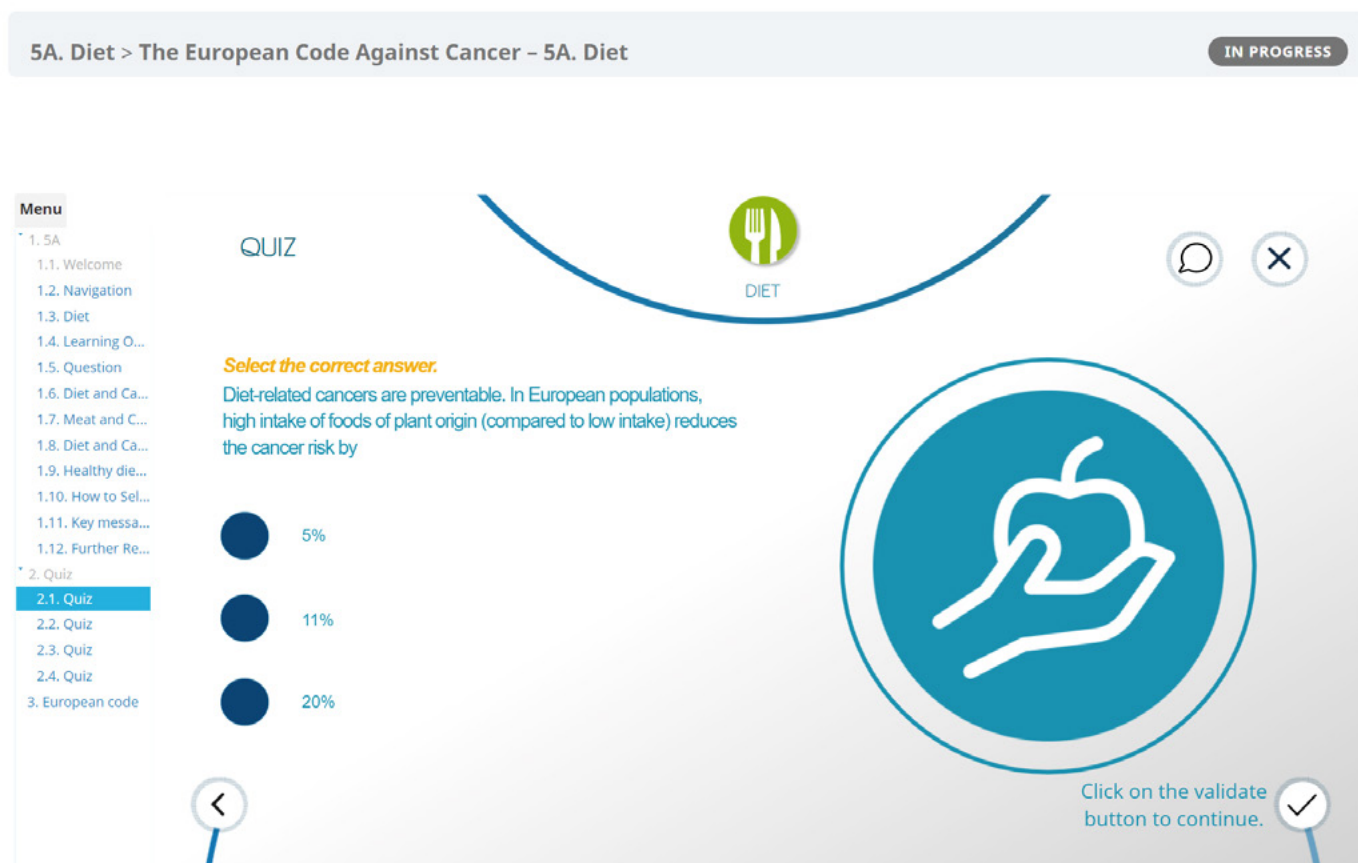 5A. Diet > The European Code Against Cancer – 5A. Diet
IN PROGRESS
Menu
1. 5A
1.1. Welcome
1.2. Navigation
1.3. Diet
1.4. Learning O...
1.5. Question
1.6. Diet and Ca...
1.7. Meat and C...
1.8. Diet and Ca...
1.9. Healthy die...
1.10. How to Sel...
1.11. Key messa...
1.12. Further Re...
2. Quiz
2.1. Quiz
2.2. Quiz
2.3. Quiz
2.4. Quiz
3. European code
QUIZ
DIET
Select the correct answer.
Diet-related cancers are preventable. In European populations,
high intake of foods of plant origin (compared to low intake) reduces
the cancer risk by
5%
11%
20%
Click on the validate
button to continue.